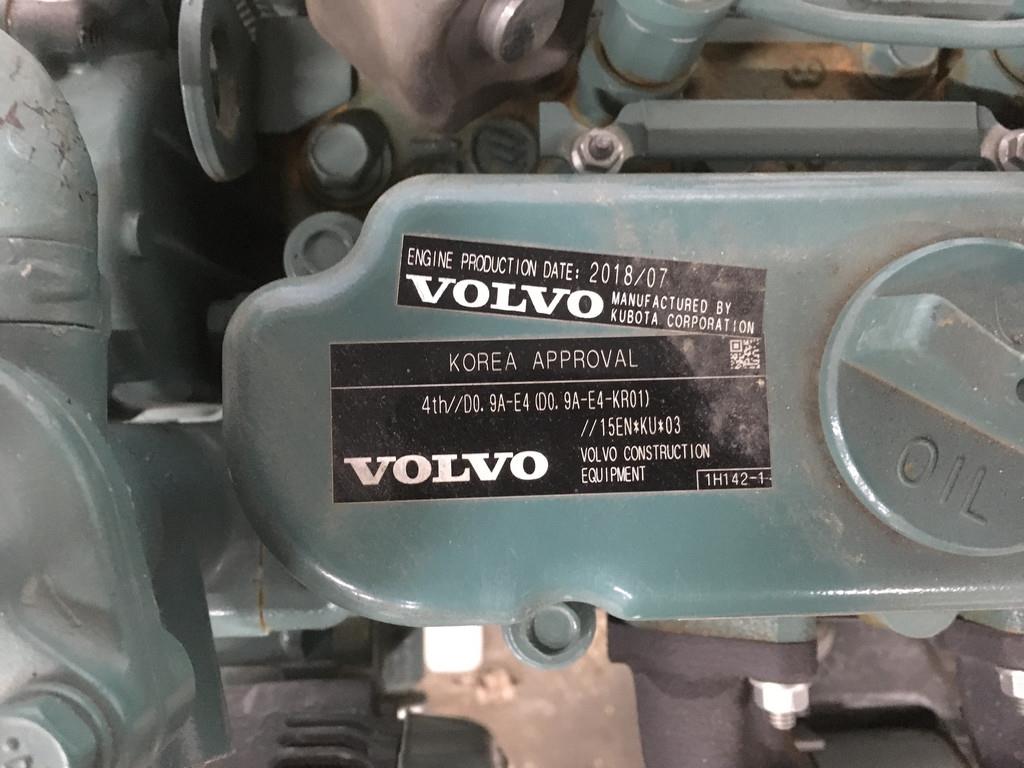 ENGINE PRODUCTION DATE: 2018/07
VOLVO MANUFACTURED BY
KUBOTA CORPORATION
KOREA APPROVAL
4th//D0.9A-E4(D0.9A-E4-KR01)
//15EN*KU*03
VOLVO VOLVO CONSTRUCTION
EQUIPMENT
1H142-1
OIL